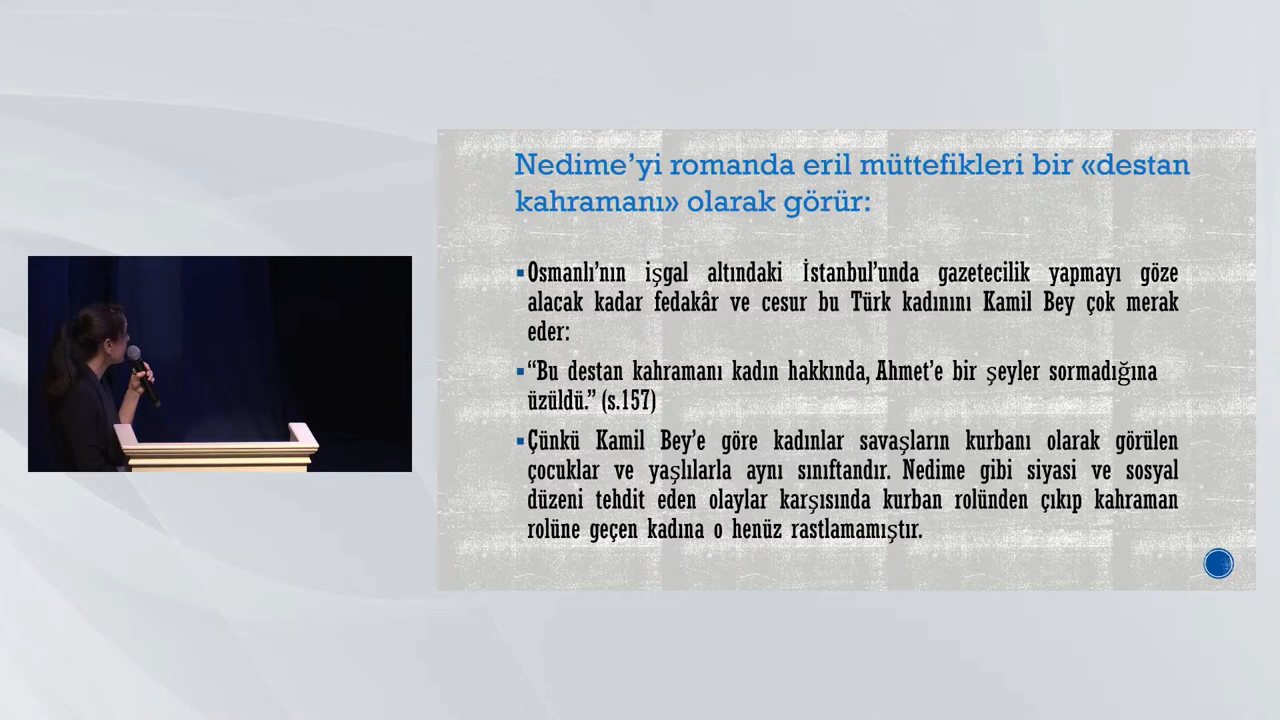 Nedime’yi romanda eril müttefikleri bir «destan
kahramanı» olarak görür:
▪Osmanlı’nın işgal altındaki İstanbul’unda gazetecilik yapmayı göze
alacak kadar fedakâr ve cesur bu Türk kadınını Kamil Bey çok merak
eder:
▪“Bu destan kahramanı kadın hakkında, Ahmet’e bir şeyler sormadığına
üzüldü.” (s.157)
▪Çünkü Kamil Bey’e göre kadınlar savaşların kurbanı olarak görülen
çocuklar ve yaşlılarla aynı sınıftandır. Nedime gibi siyasi ve sosyal
düzeni tehdit eden olaylar karşısında kurban rolünden çıkıp kahraman
rolüne geçen kadına o henüz rastlamamıştır.